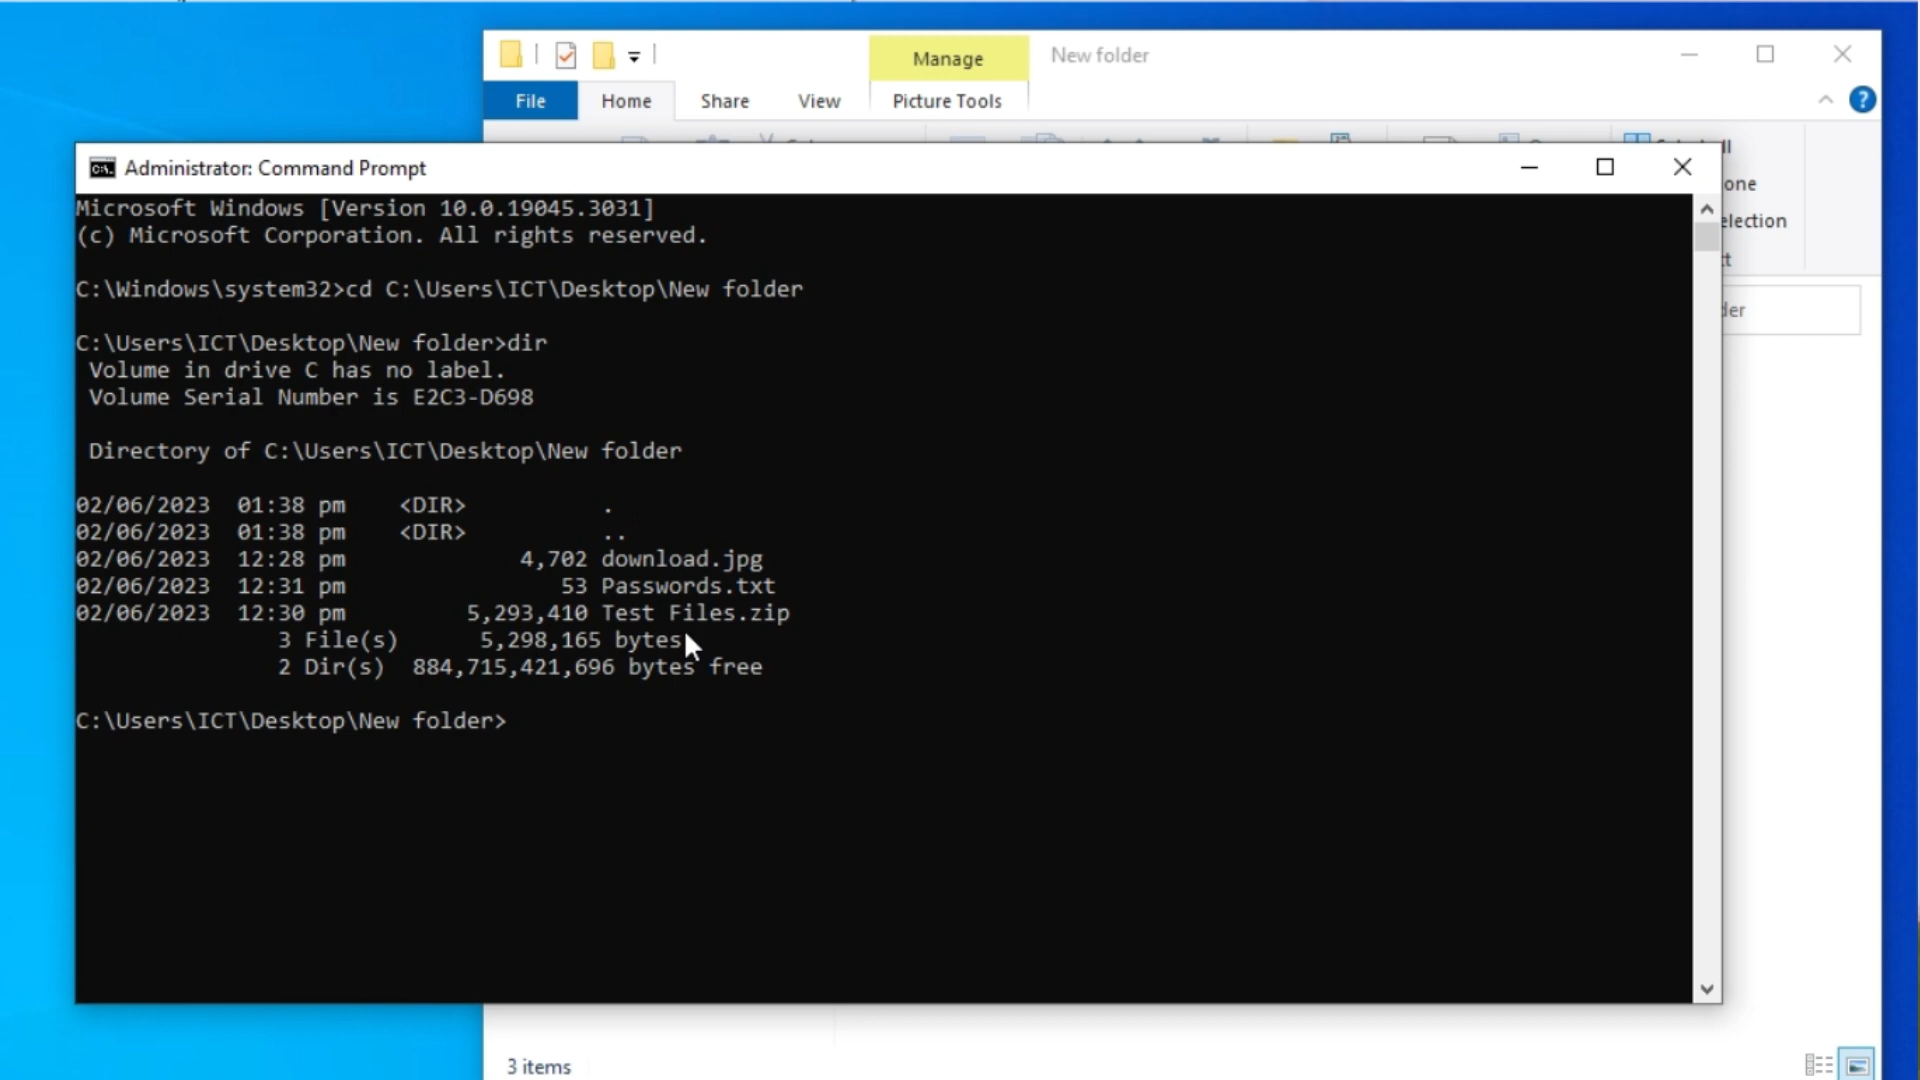 Manage
New folder
File
Home
Share
View
Picture Tools
Administrator: Command Prompt
Microsoft Windows [Version 10.0.19045.3031]
(c) Microsoft Corporation. All rights reserved.
C:\Windows\system32>cd C:\Users\ICT\Desktop\New folder
C:\Users\ICT\Desktop\New folder>dir
Volume in drive C has no label.
Volume Serial Number is E2C3-D698
Directory of C:\Users\ICT\Desktop\New folder
02/06/2023  01:38 pm    <DIR>          .
02/06/2023  01:38 pm    <DIR>          ..
02/06/2023  12:28 pm             4,702 download.jpg
02/06/2023  12:31 pm                53 Passwords.txt
02/06/2023  12:30 pm         5,293,410 Test Files.zip
3 File(s)      5,298,165 bytes
2 Dir(s)  884,715,421,696 bytes free
C:\Users\ICT\Desktop\New folder>
3 items